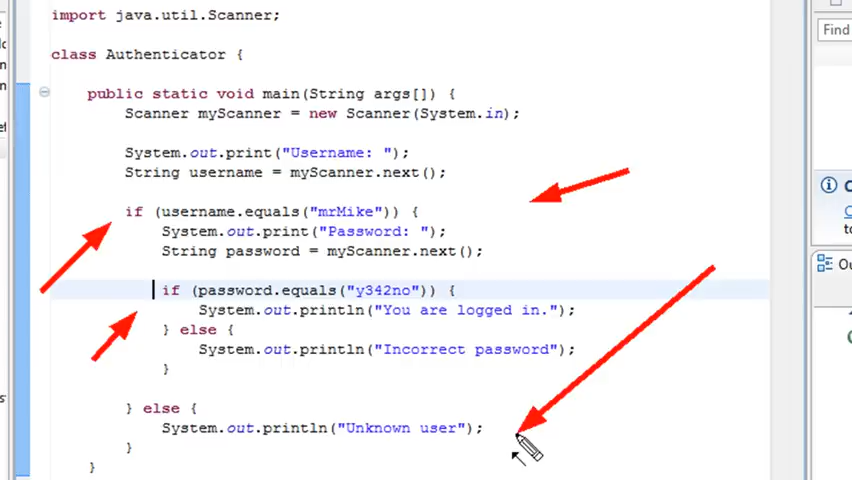 import java.util.Scanner;
Find
class Authenticator {
public static void main(String args[]) {
Scanner myScanner = new Scanner(System.in);
System.out.print("Username: ");
String username = myScanner.next();
if (username.equals("mrMike")) {
System.out.print("Password: ");
String password = myScanner.next();
if (password.equals("y342no")) {
System.out.println("You are logged in.");
} else {
System.out.println("Incorrect password");
}
} else {
System.out.println("Unknown user");
}
}